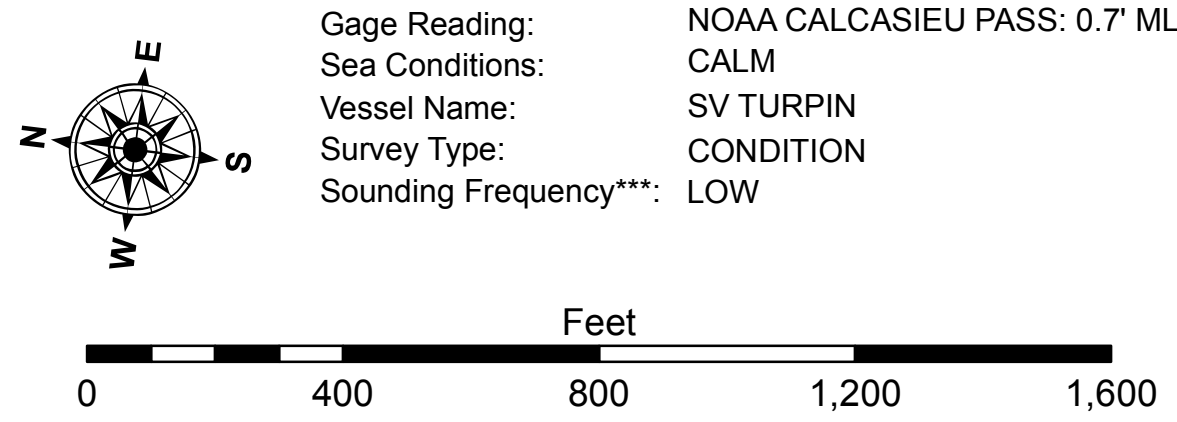 Gage Reading: NOAA CALCASIEU PASS: 0.7' ML
Sea Conditions: CALM
Vessel Name: SV TURPIN
Survey Type: CONDITION
Sounding Frequency***: LOW
N
E
S
W
Feet
0 400 800 1,200 1,600